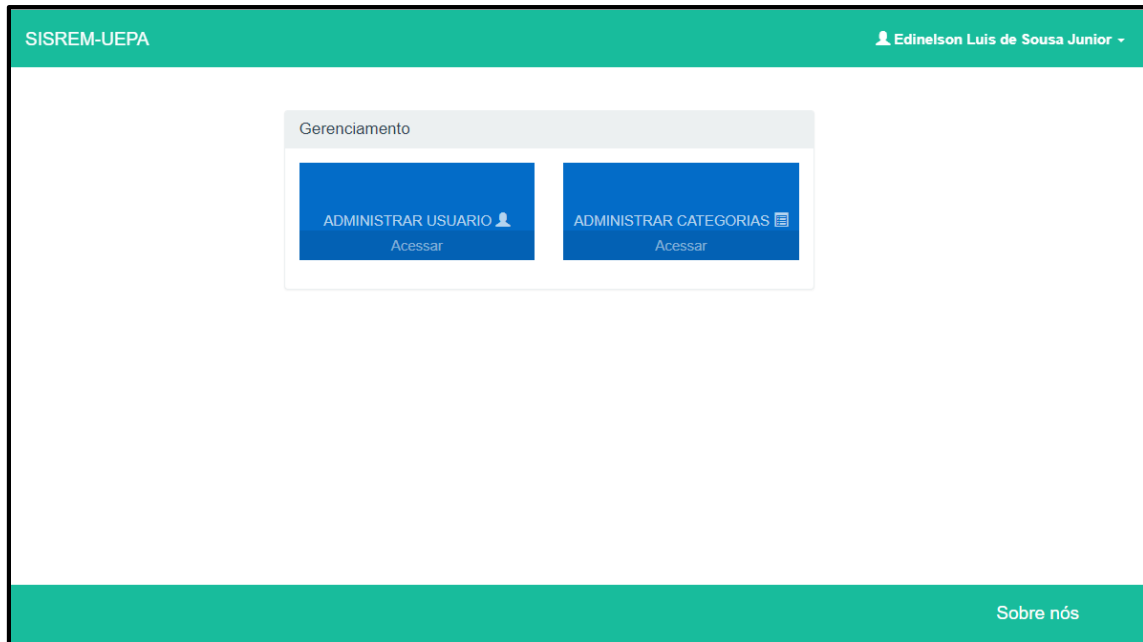 SISREM-UEPA
Edinelson Luis de Sousa Junior
Gerenciamento
ADMINISTRAR USUARIO
Acessar
ADMINISTRAR CATEGORIAS
Acessar
Sobre nós